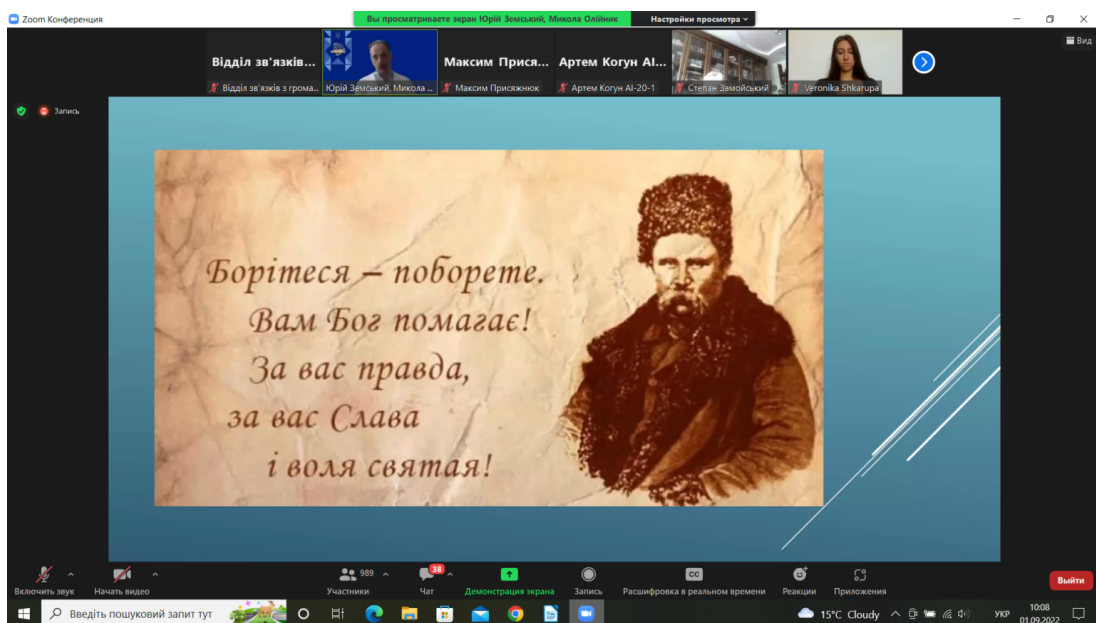 Zoom Конференция
Вы просматриваете экран Юрій Земський, Микола Олійник
Настройки просмотра
Вид
Відділ зв'язків...
Максим Прися...
Артем Когун АІ...
Відділ зв'язків з грома...
Юрій Земський, Микола ...
Максим Присяжнюк
Артем Когун АІ-20-1
Степан Замойський
Veronika Shkarupa
Запись
Борітеся – поборете.
Вам Бог помагає!
За вас правда,
за вас Слава
і воля святая!
989
38
CC
Включить звук
Начать видео
Участники
Чат
Демонстрация экрана
Запись
Расшифровка в реальном времени
Реакции
Приложения
Выйти
Введіть пошуковий запит тут
15°C Cloudy
УКР
10:08
01.09.2022